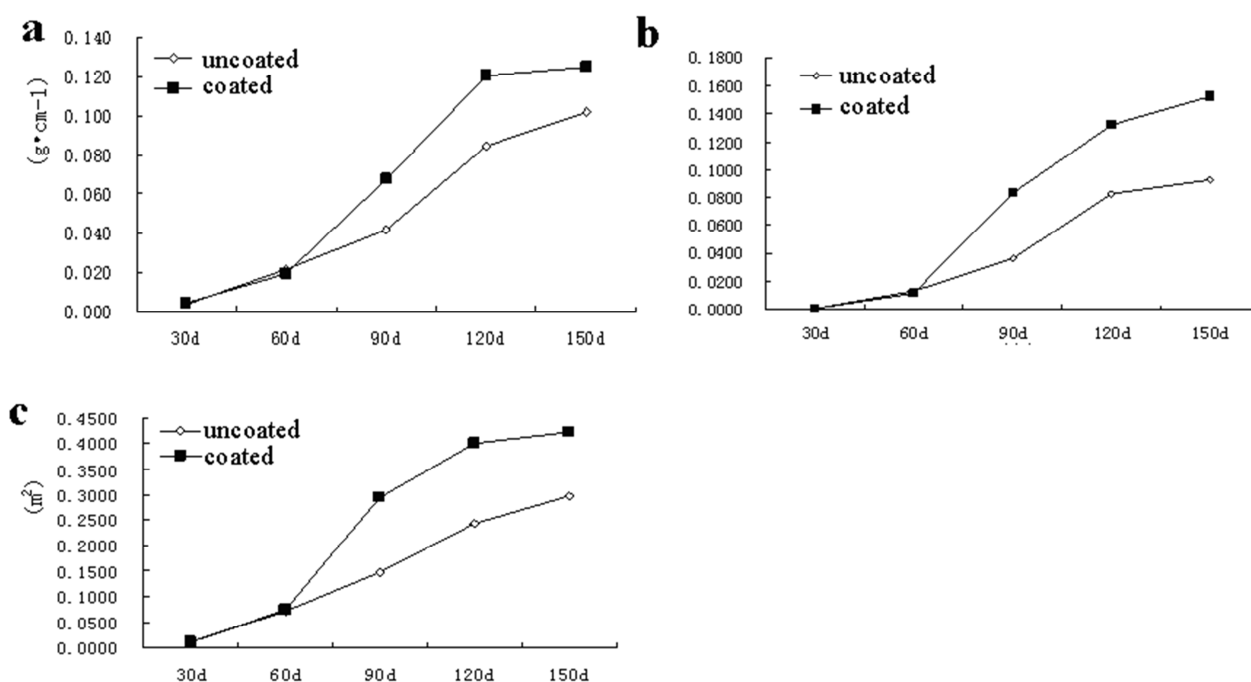 a
0.140
0.120
0.100
0.080
0.060
0.040
0.020
0.000
(g•cm-1)
uncoated
coated
30d 60d 90d 120d 150d
b
0.1800
0.1600
0.1400
0.1200
0.1000
0.0800
0.0600
0.0400
0.0200
0.0000
uncoated
coated
30d 60d 90d 120d 150d
c
0.4500
0.4000
0.3500
0.3000
0.2500
0.2000
0.1500
0.1000
0.0500
0.0000
(m²)
uncoated
coated
30d 60d 90d 120d 150d